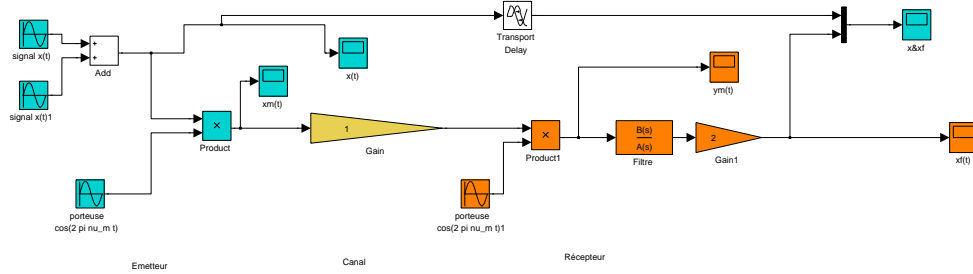 signal x(t)
+
+
Add
signal x(t)1
x(t)
xm(t)
×
Product
porteuse
cos(2 pi nu_m t)
1
Gain
Transport
Delay
x&xf
ym(t)
×
Product1
porteuse
cos(2 pi nu_m t)1
B(s)
A(s)
Filtre
2
Gain1
xf(t)
Emetteur
Canal
Récepteur